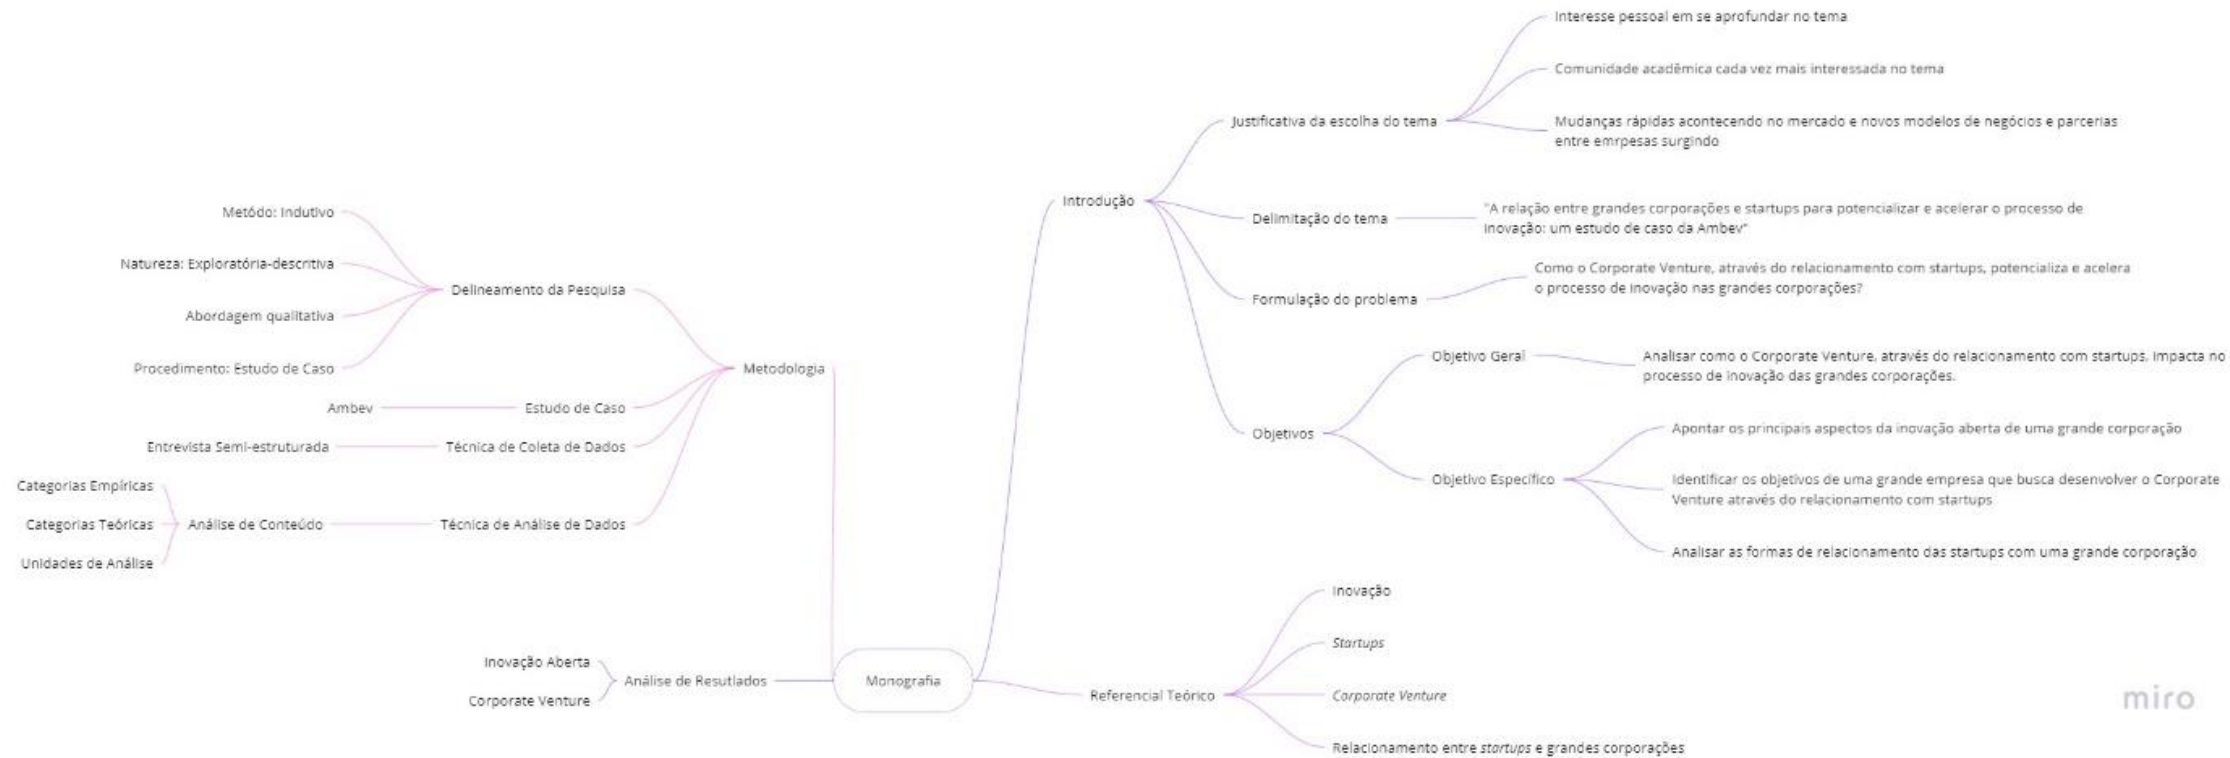 Monografia
Introdução
Justificativa da escolha do tema
Interesse pessoal em se aprofundar no tema
Comunidade acadêmica cada vez mais interessada no tema
Mudanças rápidas acontecendo no mercado e novos modelos de negócios e parcerias
entre emrpesas surgindo
Delimitação do tema
"A relação entre grandes corporações e startups para potencializar e acelerar o processo de
inovação: um estudo de caso da Ambev"
Formulação do problema
Como o Corporate Venture, através do relacionamento com startups, potencializa e acelera
o processo de inovação nas grandes corporações?
Objetivos
Objetivo Geral
Analisar como o Corporate Venture, através do relacionamento com startups, impacta no
processo de inovação das grandes corporações.
Objetivo Específico
Apontar os principais aspectos da inovação aberta de uma grande corporação
Identificar os objetivos de uma grande empresa que busca desenvolver o Corporate
Venture através do relacionamento com startups
Analisar as formas de relacionamento das startups com uma grande corporação
Referencial Teórico
Inovação
Startups
Corporate Venture
Relacionamento entre startups e grandes corporações
Metodologia
Delineamento da Pesquisa
Metódo: Indutivo
Natureza: Exploratória-descritiva
Abordagem qualitativa
Procedimento: Estudo de Caso
Estudo de Caso
Ambev
Técnica de Coleta de Dados
Entrevista Semi-estruturada
Técnica de Análise de Dados
Análise de Conteúdo
Categorias Empíricas
Categorias Teóricas
Unidades de Análise
Análise de Resutlados
Inovação Aberta
Corporate Venture
miro